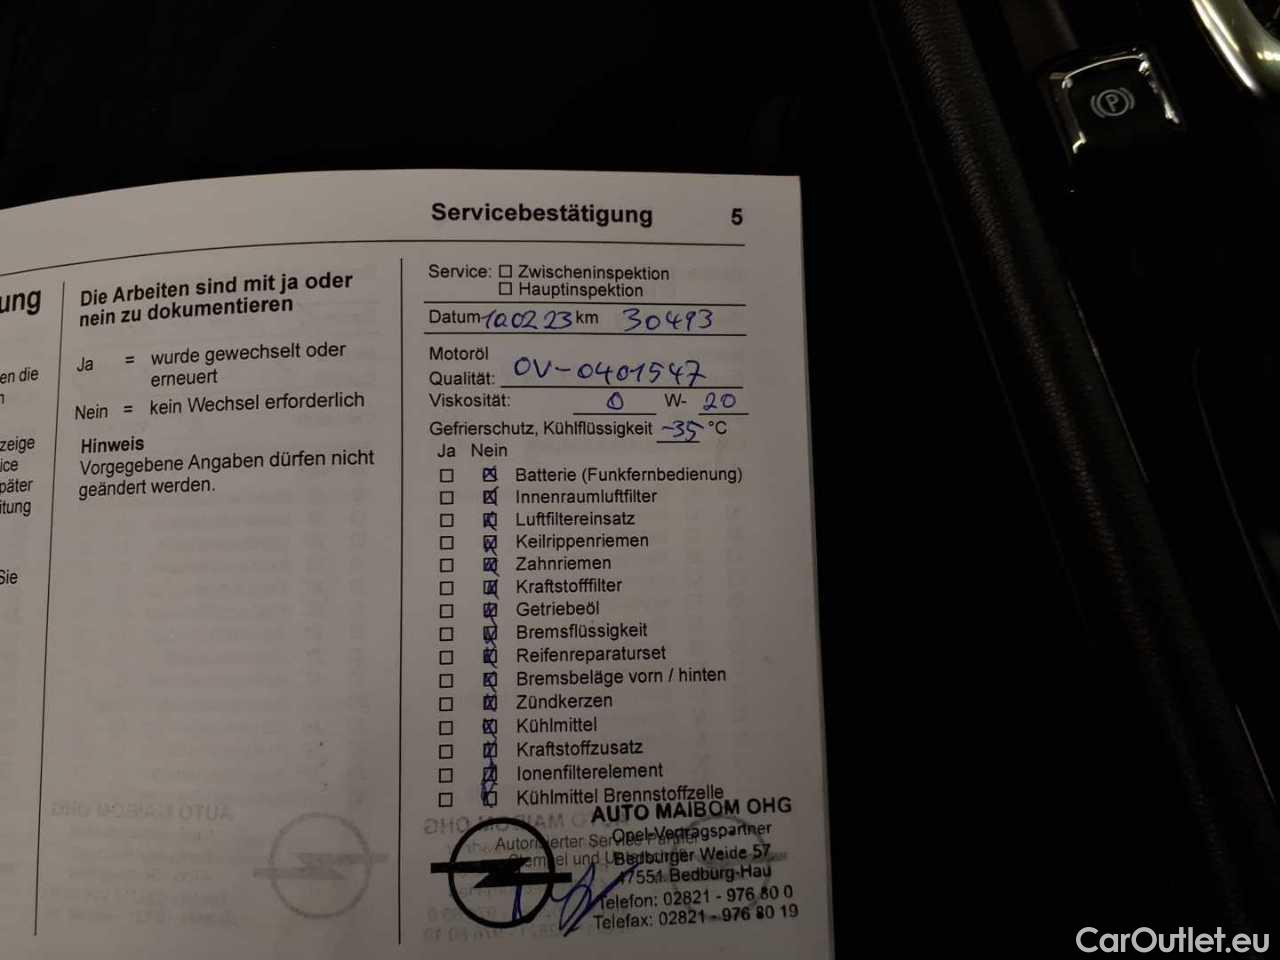 Servicebestätigung 5
ung
en die
zeige
ice
päter
itung
Sie
Die Arbeiten sind mit ja oder
nein zu dokumentieren
Ja = wurde gewechselt oder
erneuert
Nein = kein Wechsel erforderlich
Hinweis
Vorgegebene Angaben dürfen nicht
geändert werden.
Service: Zwischeninspektion
Hauptinspektion
Datum 10.02.23 km 30493
Motoröl
Qualität: OV-0401547
Viskosität: 0 W- 20
Gefrierschutz, Kühlflüssigkeit -35 °C
Ja Nein
Batterie (Funkfernbedienung)
Innenraumluftfilter
Luftfiltereinsatz
Keilrippenriemen
Zahnriemen
Kraftstofffilter
Getriebeöl
Bremsflüssigkeit
Reifenreparaturset
Bremsbeläge vorn / hinten
Zündkerzen
Kühlmittel
Kraftstoffzusatz
Ionenfilterelement
Kühlmittel Brennstoffzelle
AUTO MAIBOM OHG
Autorisierter Service Partner
Opel-Vertragspartner
Stempel und
Bedburger Weide 57
47551 Bedburg-Hau
Telefon: 02821 - 976 80 0
Telefax: 02821 - 976 80 19
P
CarOutlet.eu